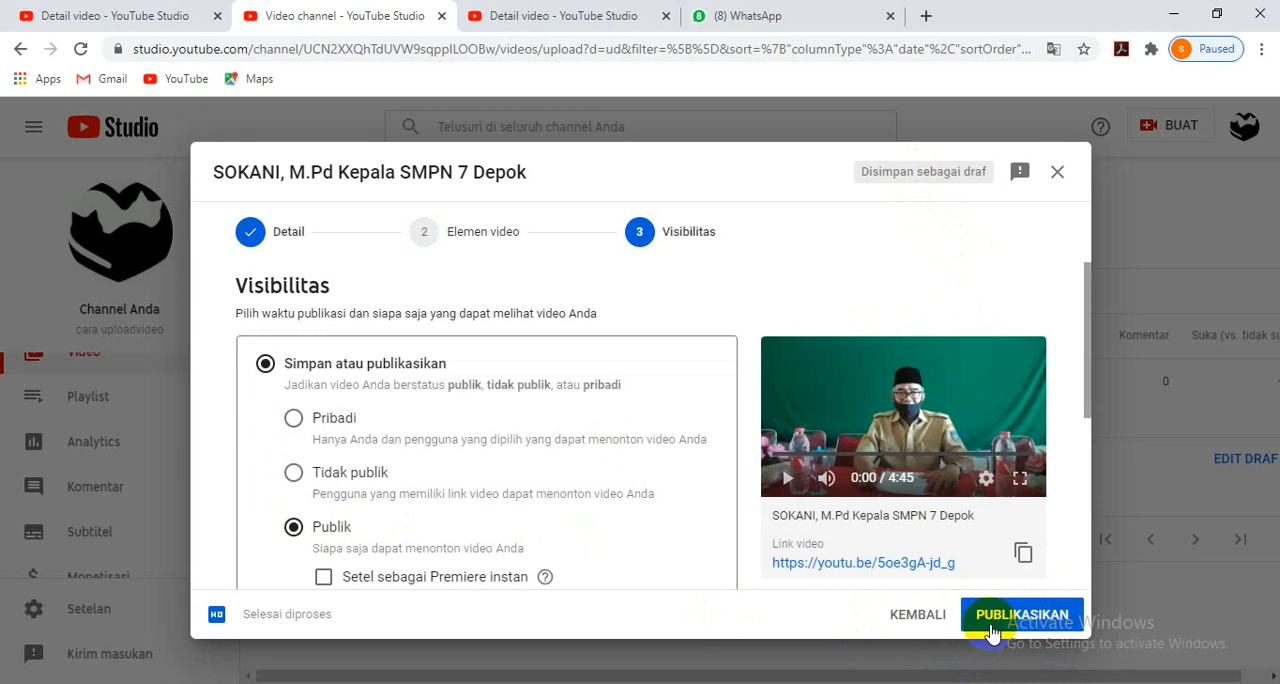 Detail video - YouTube Studio
Video channel - YouTube Studio
Detail video - YouTube Studio
(8) WhatsApp
studio.youtube.com/channel/UCN2XXQhTdUVW9sqppILOOBw/videos/upload?d=ud&filter=%5B%5D&sort=%7B"columnType"%3A"date"%2C"sortOrder"...
S Paused
Apps
Gmail
YouTube
Maps
Studio
Telusuri di seluruh channel Anda
BUAT
SOKANI, M.Pd Kepala SMPN 7 Depok
Disimpan sebagai draf
Detail
2 Elemen video
3 Visibilitas
Visibilitas
Pilih waktu publikasi dan siapa saja yang dapat melihat video Anda
Channel Anda
cara uploadvideo
Video
Playlist
Analytics
Komentar
Subtitel
Monetisasi
Setelan
Kirim masukan
Simpan atau publikasikan
Jadikan video Anda berstatus publik, tidak publik, atau pribadi
Pribadi
Hanya Anda dan pengguna yang dipilih yang dapat menonton video Anda
Tidak publik
Pengguna yang memiliki link video dapat menonton video Anda
Publik
Siapa saja dapat menonton video Anda
Setel sebagai Premiere instan
0:00 / 4:45
SOKANI, M.Pd Kepala SMPN 7 Depok
Link video
https://youtu.be/5oe3gA-jd_g
Komentar
Suka (vs. tidak su
0
EDIT DRAF
HD Selesai diproses
KEMBALI
PUBLIKASIKAN
Activate Windows
Go to Settings to activate Windows.